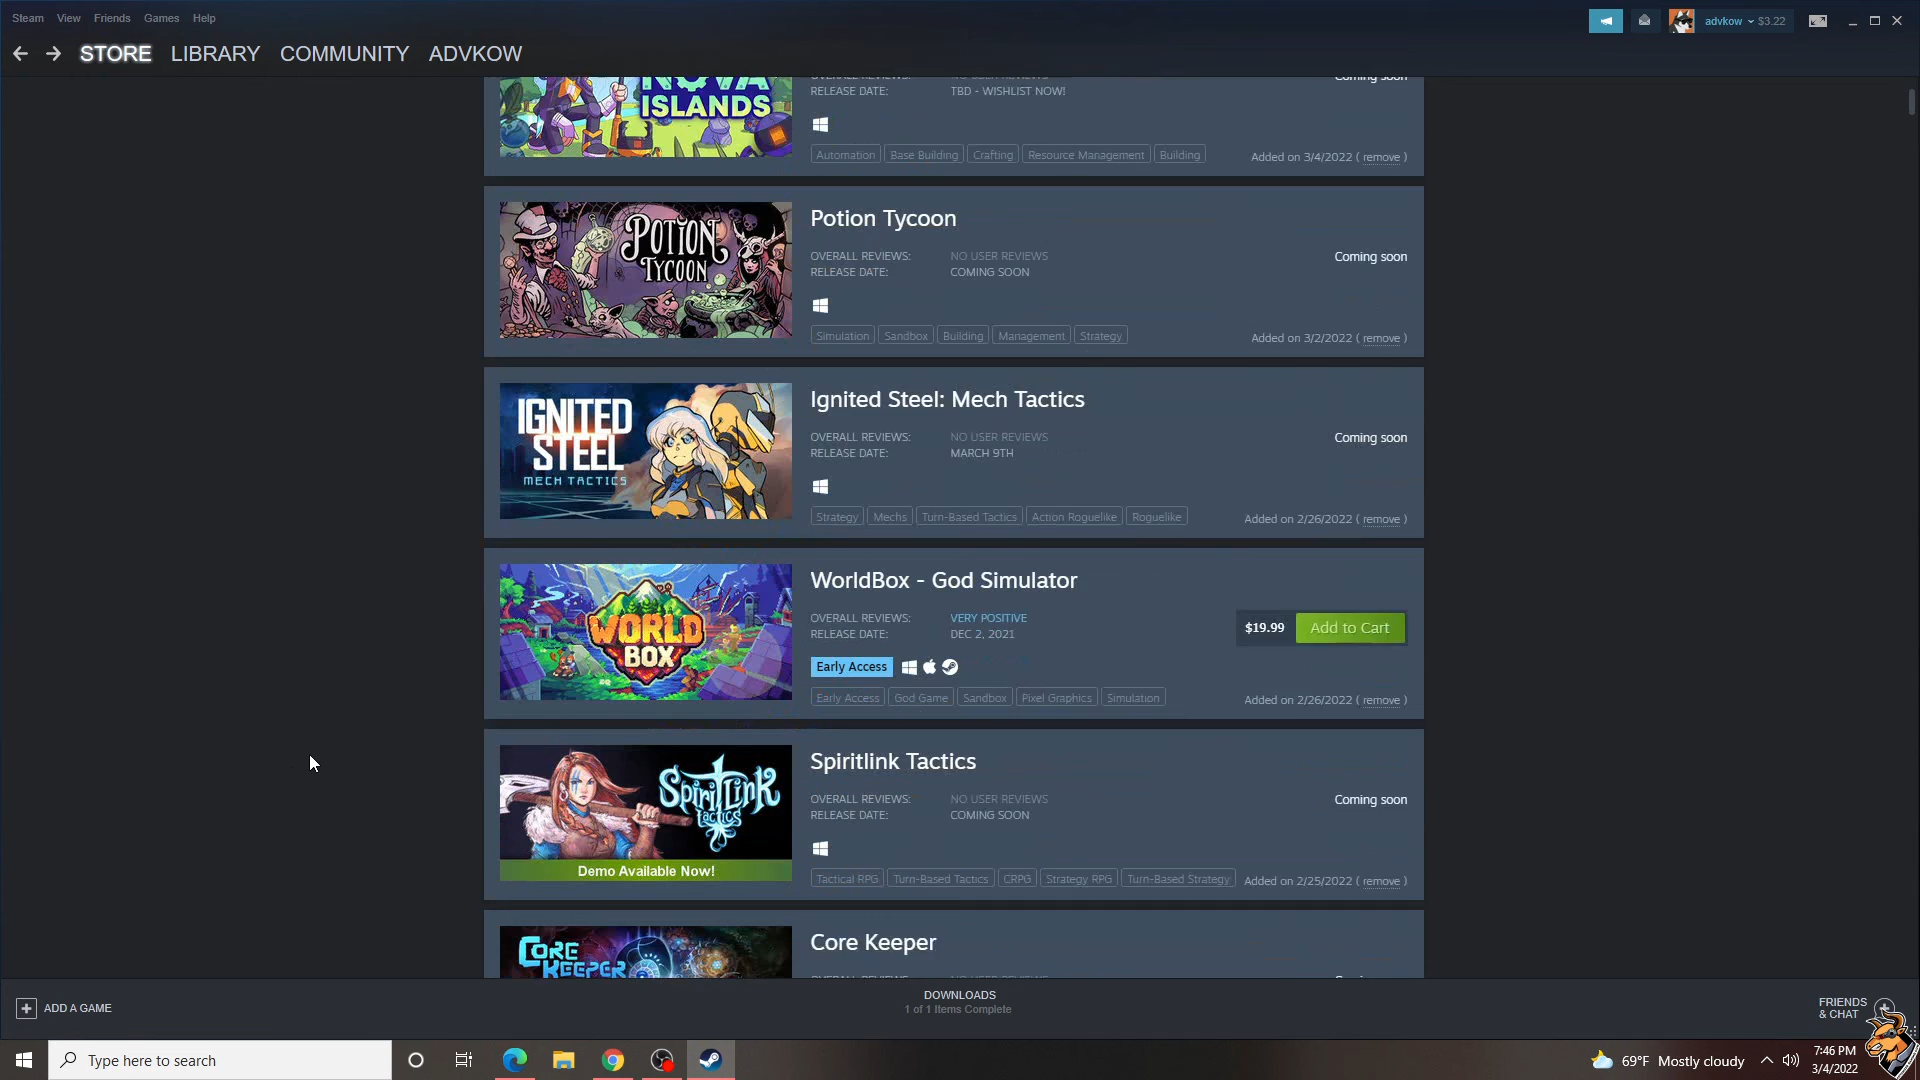 Steam View Friends Games Help
advkow $3.22
STORE LIBRARY COMMUNITY ADVKOW
NOVA
ISLANDS
RELEASE DATE: TBD - WISHLIST NOW!
Coming soon
Automation Base Building Crafting Resource Management Building
Added on 3/4/2022 ( remove )
POTION
TYCOON
Potion Tycoon
OVERALL REVIEWS: NO USER REVIEWS
RELEASE DATE: COMING SOON
Coming soon
Simulation Sandbox Building Management Strategy
Added on 3/2/2022 ( remove )
IGNITED
STEEL
MECH TACTICS
Ignited Steel: Mech Tactics
OVERALL REVIEWS: NO USER REVIEWS
RELEASE DATE: MARCH 9TH
Coming soon
Strategy Mechs Turn-Based Tactics Action Roguelike Roguelike
Added on 2/26/2022 ( remove )
WORLD
BOX
WorldBox - God Simulator
OVERALL REVIEWS: VERY POSITIVE
RELEASE DATE: DEC 2, 2021
$19.99 Add to Cart
Early Access
Early Access God Game Sandbox Pixel Graphics Simulation
Added on 2/26/2022 ( remove )
SpiritLink
tactics
Demo Available Now!
Spiritlink Tactics
OVERALL REVIEWS: NO USER REVIEWS
RELEASE DATE: COMING SOON
Coming soon
Tactical RPG Turn-Based Tactics CRPG Strategy RPG Turn-Based Strategy
Added on 2/25/2022 ( remove )
CORE
KEEPER
Core Keeper
ADD A GAME
DOWNLOADS
1 of 1 Items Complete
FRIENDS
& CHAT
Type here to search
69°F Mostly cloudy
7:46 PM
3/4/2022